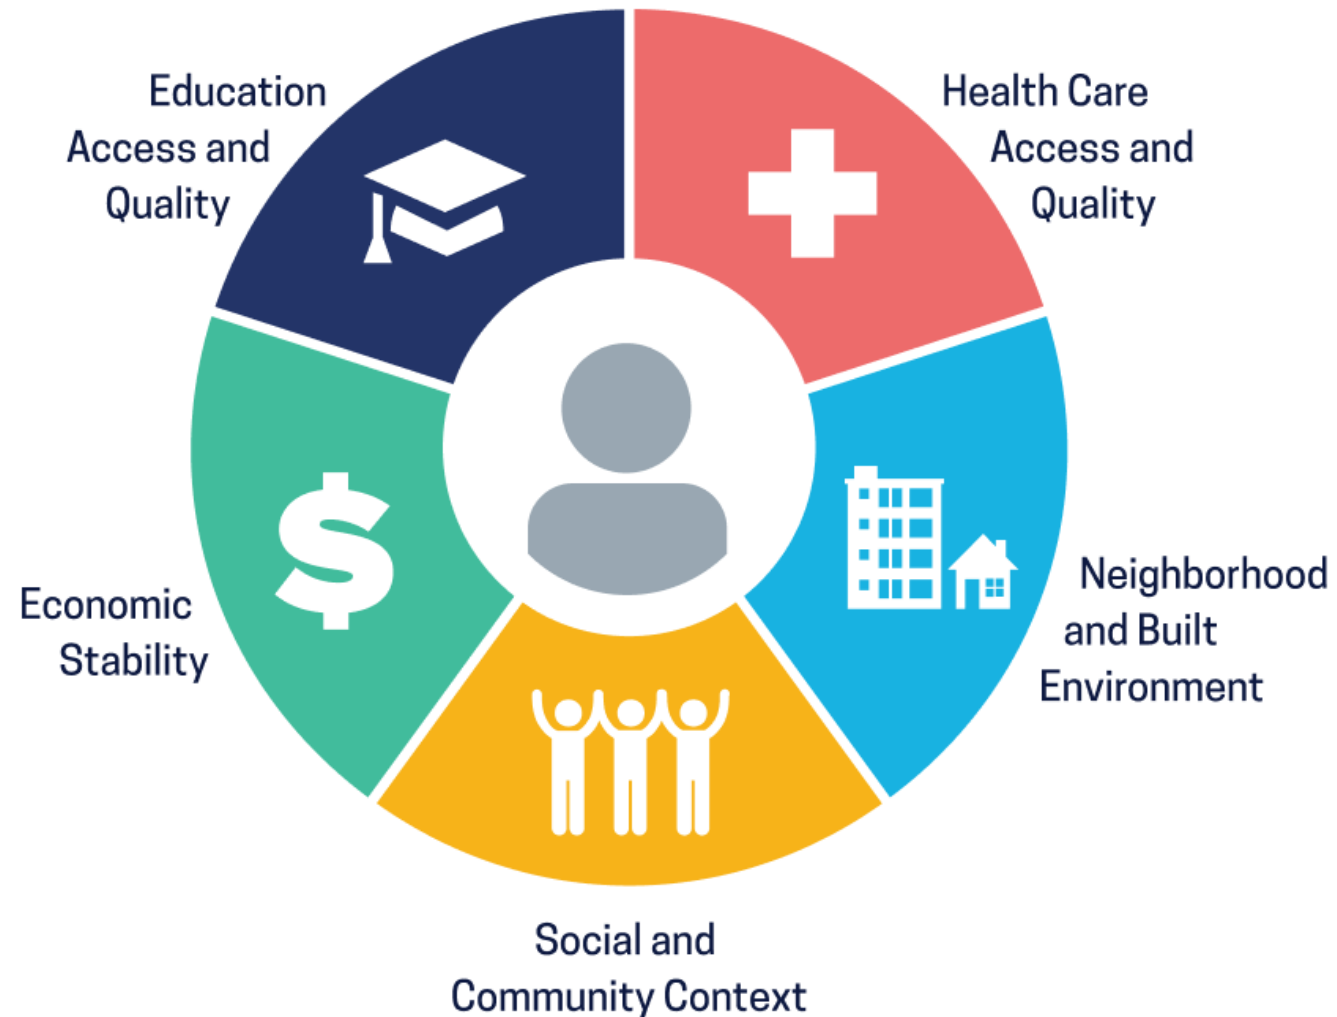 Education
Access and
Quality
Health Care
Access and
Quality
Neighborhood
and Built
Environment
Social and
Community Context
Economic
Stability
$